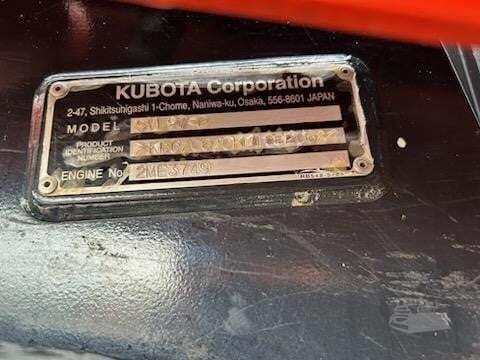 KUBOTA Corporation
2-47, Shikitsuhigashi 1-Chome, Naniwa-ku, Osaka, 556-8601 JAPAN
MODEL
PRODUCT
IDENTIFICATION
NUMBER
ENGINE No 2ME3749